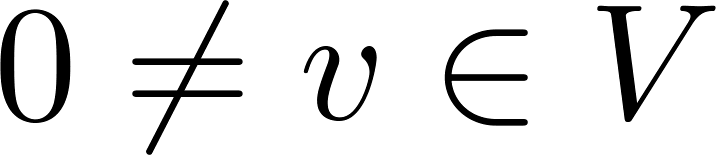 0 ≠ v ∈ V